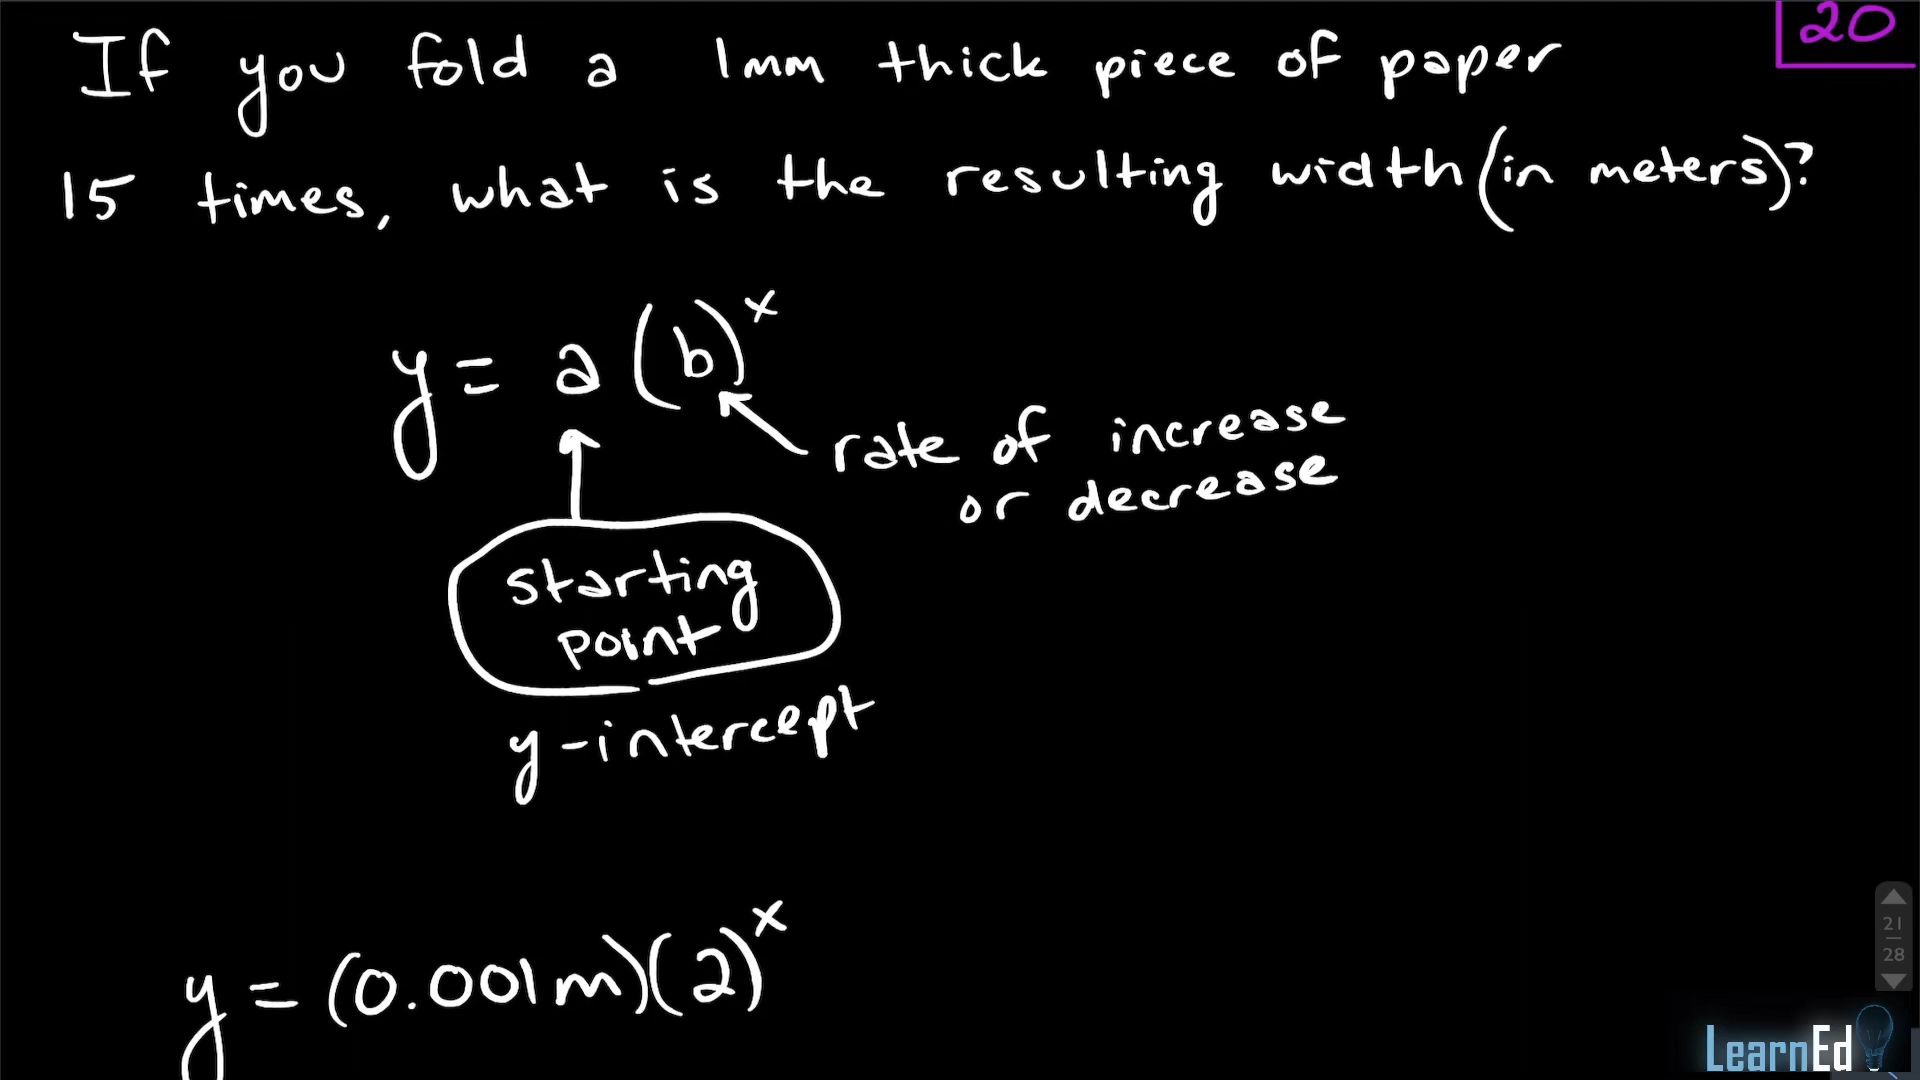 20
If you fold a 1mm thick piece of paper
15 times, what is the resulting width (in meters)?
y = a (b)^x
rate of increase
or decrease
starting
point
y-intercept
y = (0.001m)(2)^x
21
28
LearnEd